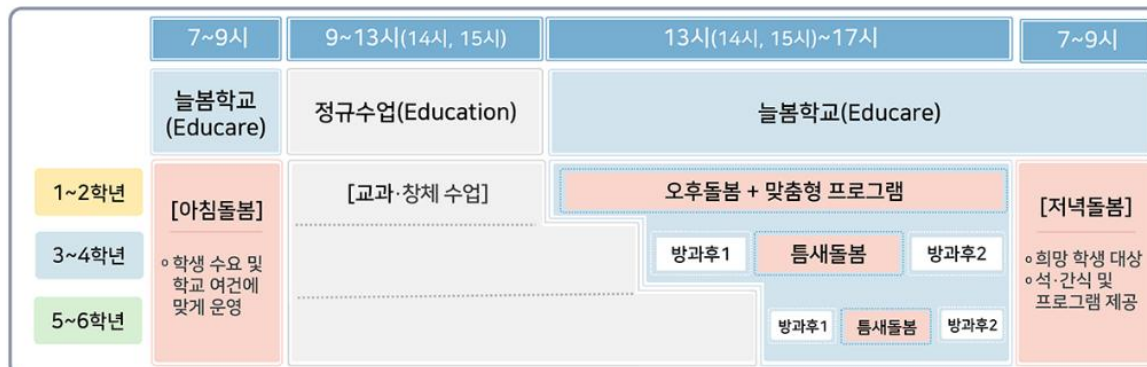 7~9시
9~13시(14시, 15시)
13시(14시, 15시)~17시
7~9시
늘봄학교
(Educare)
정규수업(Education)
늘봄학교(Educare)
1~2학년
3~4학년
5~6학년
[아침돌봄]
학생 수요 및
학교 여건에
맞게 운영
[교과·창체 수업]
오후돌봄 + 맞춤형 프로그램
방과후1
틈새돌봄
방과후2
방과후1
틈새돌봄
방과후2
[저녁돌봄]
희망 학생 대상
석·간식 및
프로그램 제공